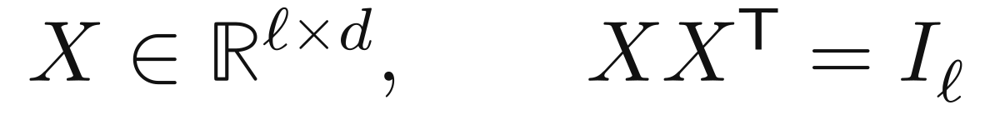 X ∈ ℝ^{ℓ×d}, XX^⊤ = I_ℓ